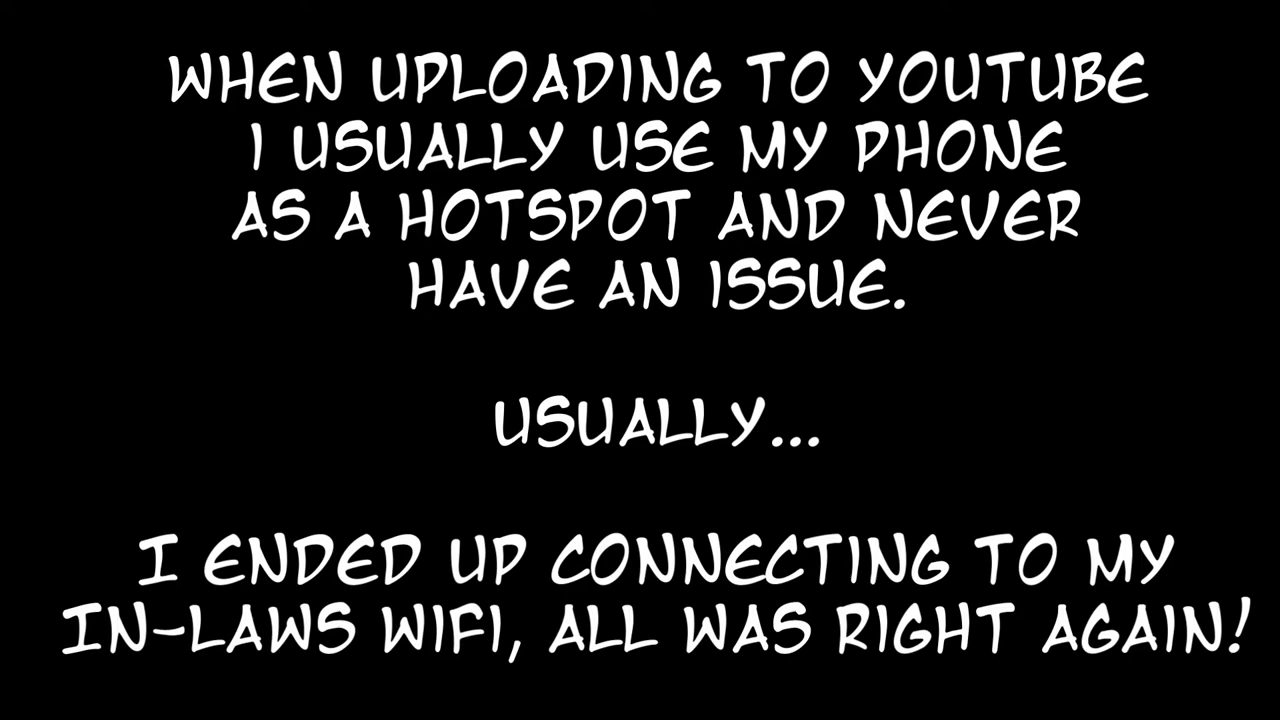 WHEN UPLOADING TO YOUTUBE
I USUALLY USE MY PHONE
AS A HOTSPOT AND NEVER
HAVE AN ISSUE.
USUALLY...
I ENDED UP CONNECTING TO MY
IN-LAWS WIFI, ALL WAS RIGHT AGAIN!